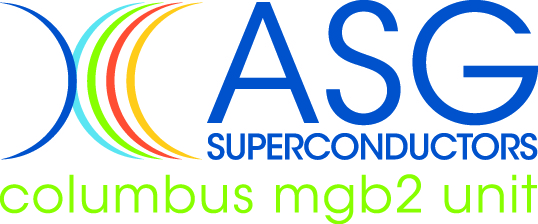 ASG
SUPERCONDUCTORS
columbus mgb2 unit